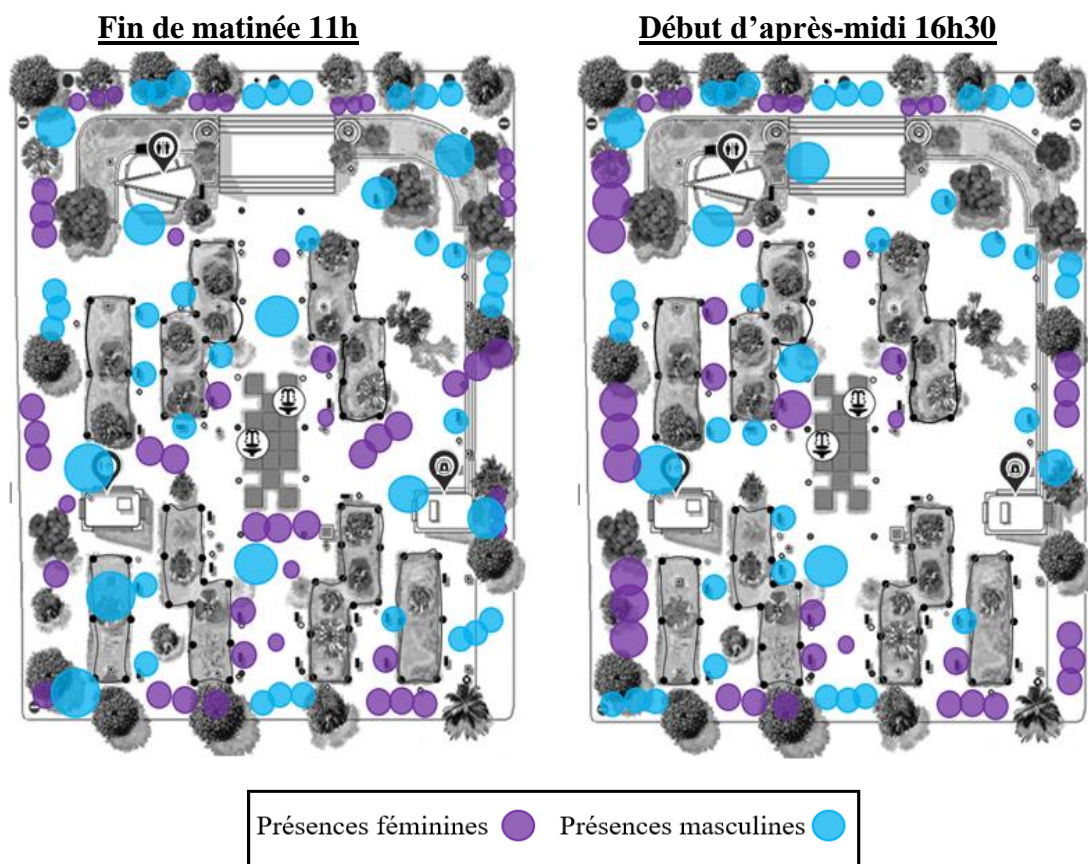 Fin de matinée 11h
Début d'après-midi 16h30
Présences féminines
Présences masculines